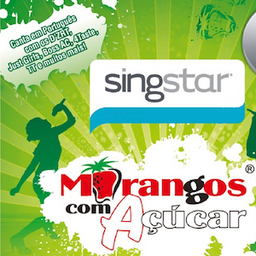 Canta em Português
com os D'ZRT,
Just Girls, Boss AC, 4Taste,
TT e muitos mais!
singstar
Morangos
com Açúcar